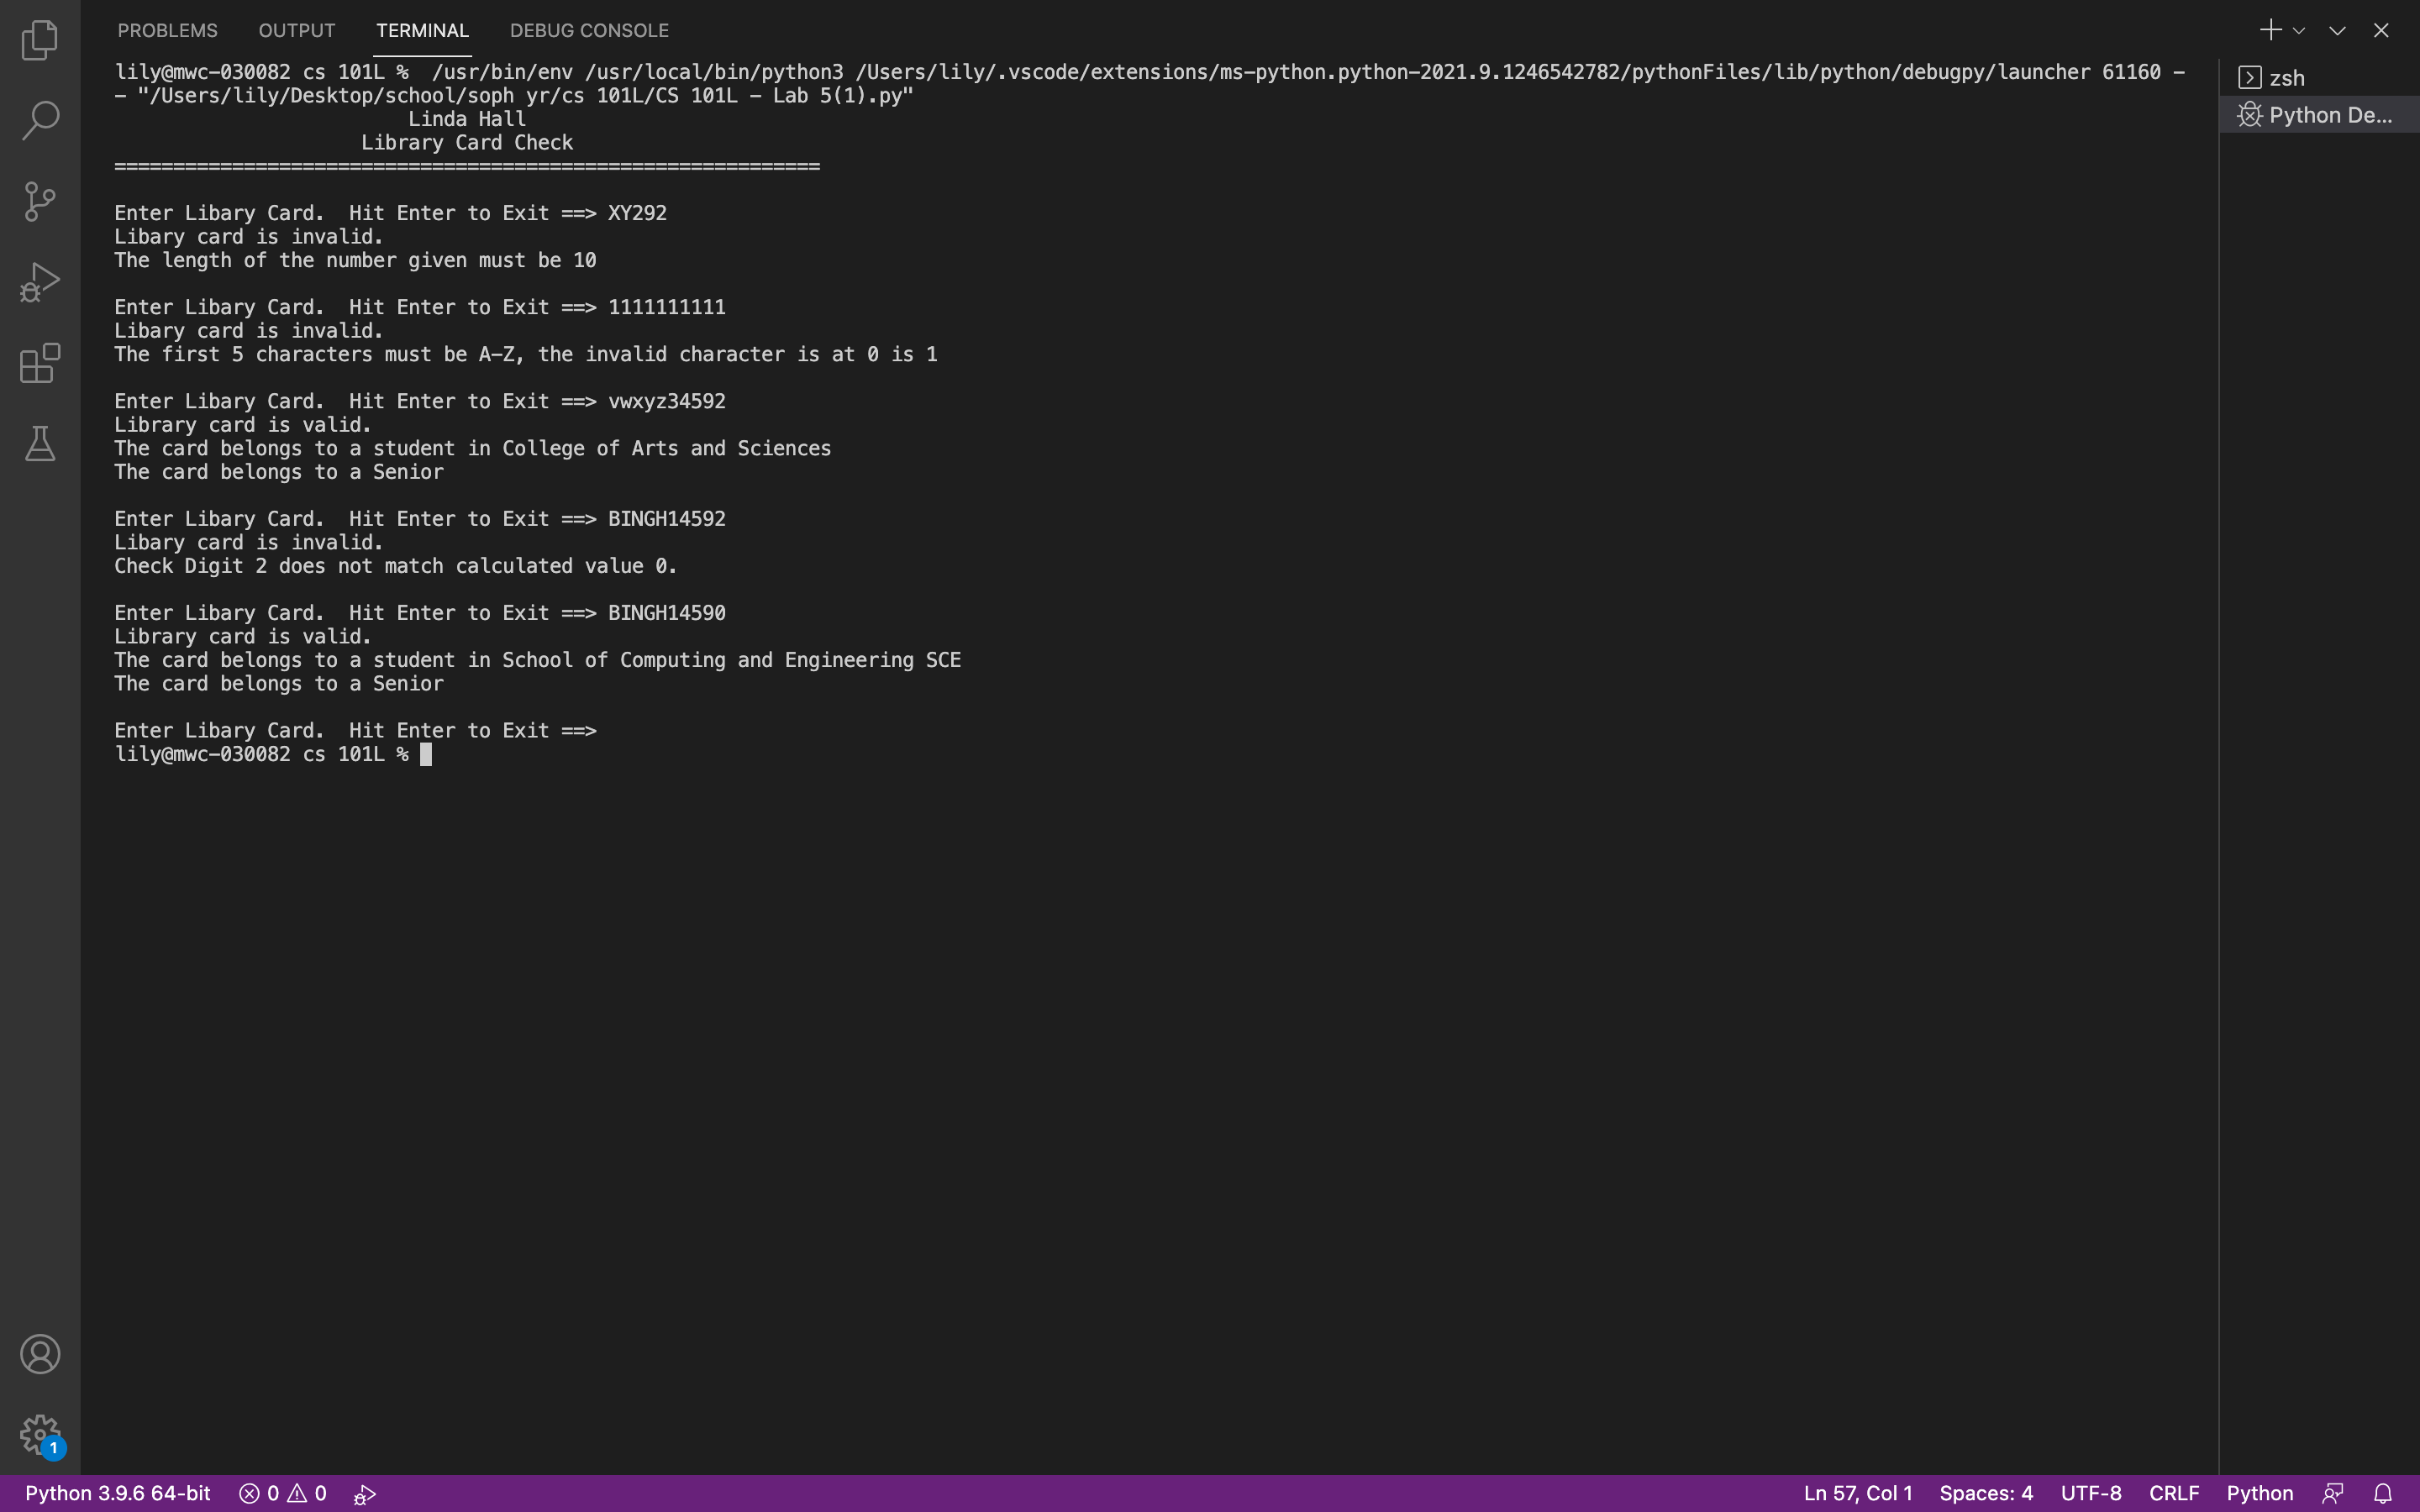 PROBLEMS OUTPUT TERMINAL DEBUG CONSOLE
lily@mwc-030082 cs 101L %  /usr/bin/env /usr/local/bin/python3 /Users/lily/.vscode/extensions/ms-python.python-2021.9.1246542782/pythonFiles/lib/python/debugpy/launcher 61160 -
- "/Users/lily/Desktop/school/soph yr/cs 101L/CS 101L - Lab 5(1).py"
Linda Hall
Library Card Check
============================================================
Enter Libary Card.  Hit Enter to Exit ==> XY292
Libary card is invalid.
The length of the number given must be 10
Enter Libary Card.  Hit Enter to Exit ==> 1111111111
Libary card is invalid.
The first 5 characters must be A-Z, the invalid character is at 0 is 1
Enter Libary Card.  Hit Enter to Exit ==> vwxyz34592
Library card is valid.
The card belongs to a student in College of Arts and Sciences
The card belongs to a Senior
Enter Libary Card.  Hit Enter to Exit ==> BINGH14592
Libary card is invalid.
Check Digit 2 does not match calculated value 0.
Enter Libary Card.  Hit Enter to Exit ==> BINGH14590
Library card is valid.
The card belongs to a student in School of Computing and Engineering SCE
The card belongs to a Senior
Enter Libary Card.  Hit Enter to Exit ==>
lily@mwc-030082 cs 101L %
zsh
Python De...
1
Python 3.9.6 64-bit 0 0 Ln 57, Col 1 Spaces: 4 UTF-8 CRLF Python